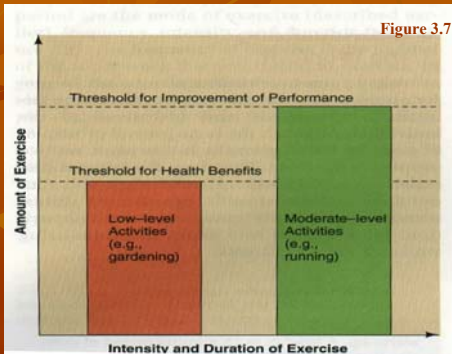 Figure 3.7
Threshold for Improvement of Performance
Threshold for Health Benefits
Amount of Exercise
Low–level
Activities
(e.g.,
gardening)
Moderate–level
Activities
(e.g.,
running)
Intensity and Duration of Exercise